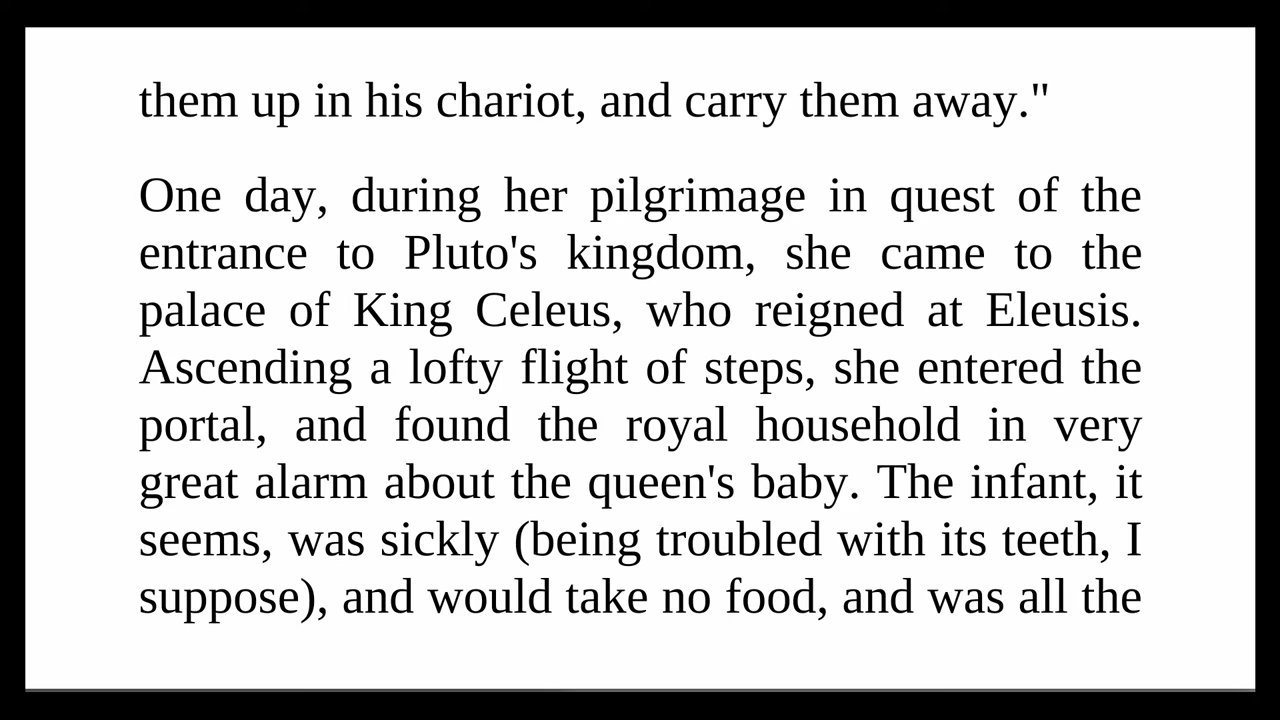 them up in his chariot, and carry them away."
One day, during her pilgrimage in quest of the
entrance to Pluto's kingdom, she came to the
palace of King Celeus, who reigned at Eleusis.
Ascending a lofty flight of steps, she entered the
portal, and found the royal household in very
great alarm about the queen's baby. The infant, it
seems, was sickly (being troubled with its teeth, I
suppose), and would take no food, and was all the